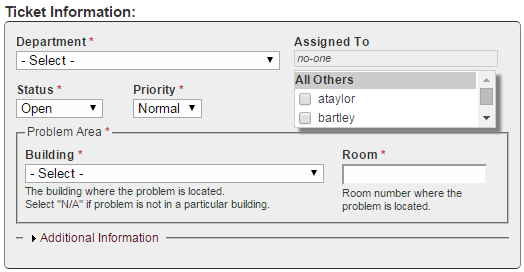 Ticket Information:
Department *
- Select -
Assigned To
no-one
All Others
ataylor
bartley
Status *
Open
Priority *
Normal
Problem Area *
Building *
- Select -
The building where the problem is located.
Select "N/A" if problem is not in a particular building.
Room *
Room number where the
problem is located.
Additional Information